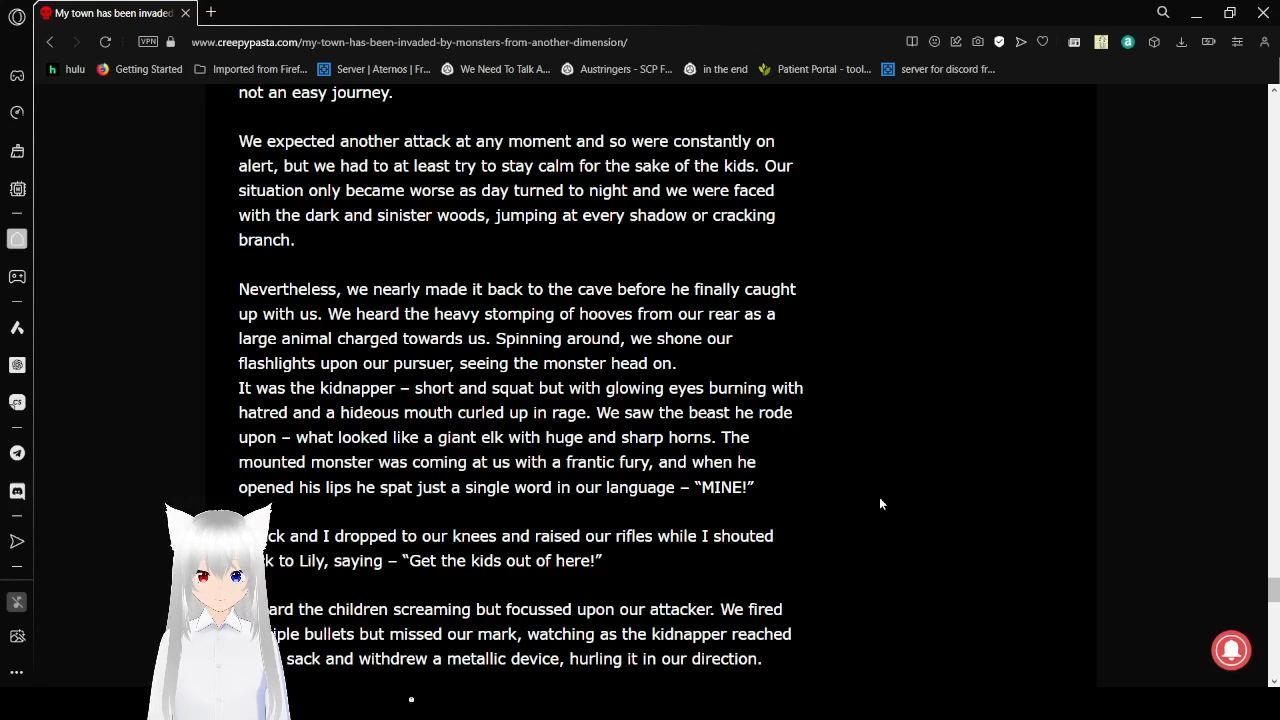 My town has been invaded
VPN
www.creepypasta.com/my-town-has-been-invaded-by-monsters-from-another-dimension/
hulu
Getting Started
Imported from Firef...
Server | Aternos | Fr...
We Need To Talk A...
Austringers - SCP F...
in the end
Patient Portal - tool...
server for discord fr...
not an easy journey.
We expected another attack at any moment and so were constantly on
alert, but we had to at least try to stay calm for the sake of the kids. Our
situation only became worse as day turned to night and we were faced
with the dark and sinister woods, jumping at every shadow or cracking
branch.
Nevertheless, we nearly made it back to the cave before he finally caught
up with us. We heard the heavy stomping of hooves from our rear as a
large animal charged towards us. Spinning around, we shone our
flashlights upon our pursuer, seeing the monster head on.
It was the kidnapper – short and squat but with glowing eyes burning with
hatred and a hideous mouth curled up in rage. We saw the beast he rode
upon – what looked like a giant elk with huge and sharp horns. The
mounted monster was coming at us with a frantic fury, and when he
opened his lips he spat just a single word in our language – “MINE!”
ck and I dropped to our knees and raised our rifles while I shouted
k to Lily, saying – “Get the kids out of here!”
ard the children screaming but focussed upon our attacker. We fired
iple bullets but missed our mark, watching as the kidnapper reached
sack and withdrew a metallic device, hurling it in our direction.